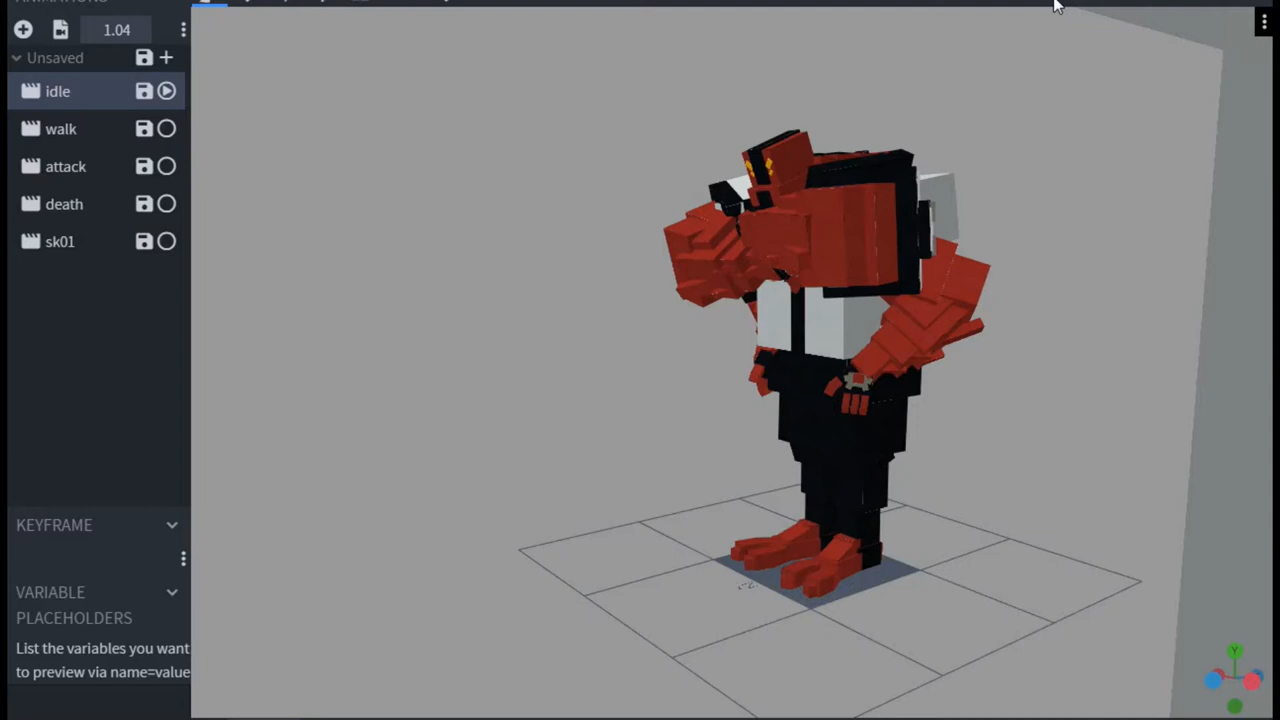 ANIMATIONS
1.04
Unsaved
idle
walk
attack
death
sk01
KEYFRAME
VARIABLE
PLACEHOLDERS
List the variables you want
to preview via name=value
Y